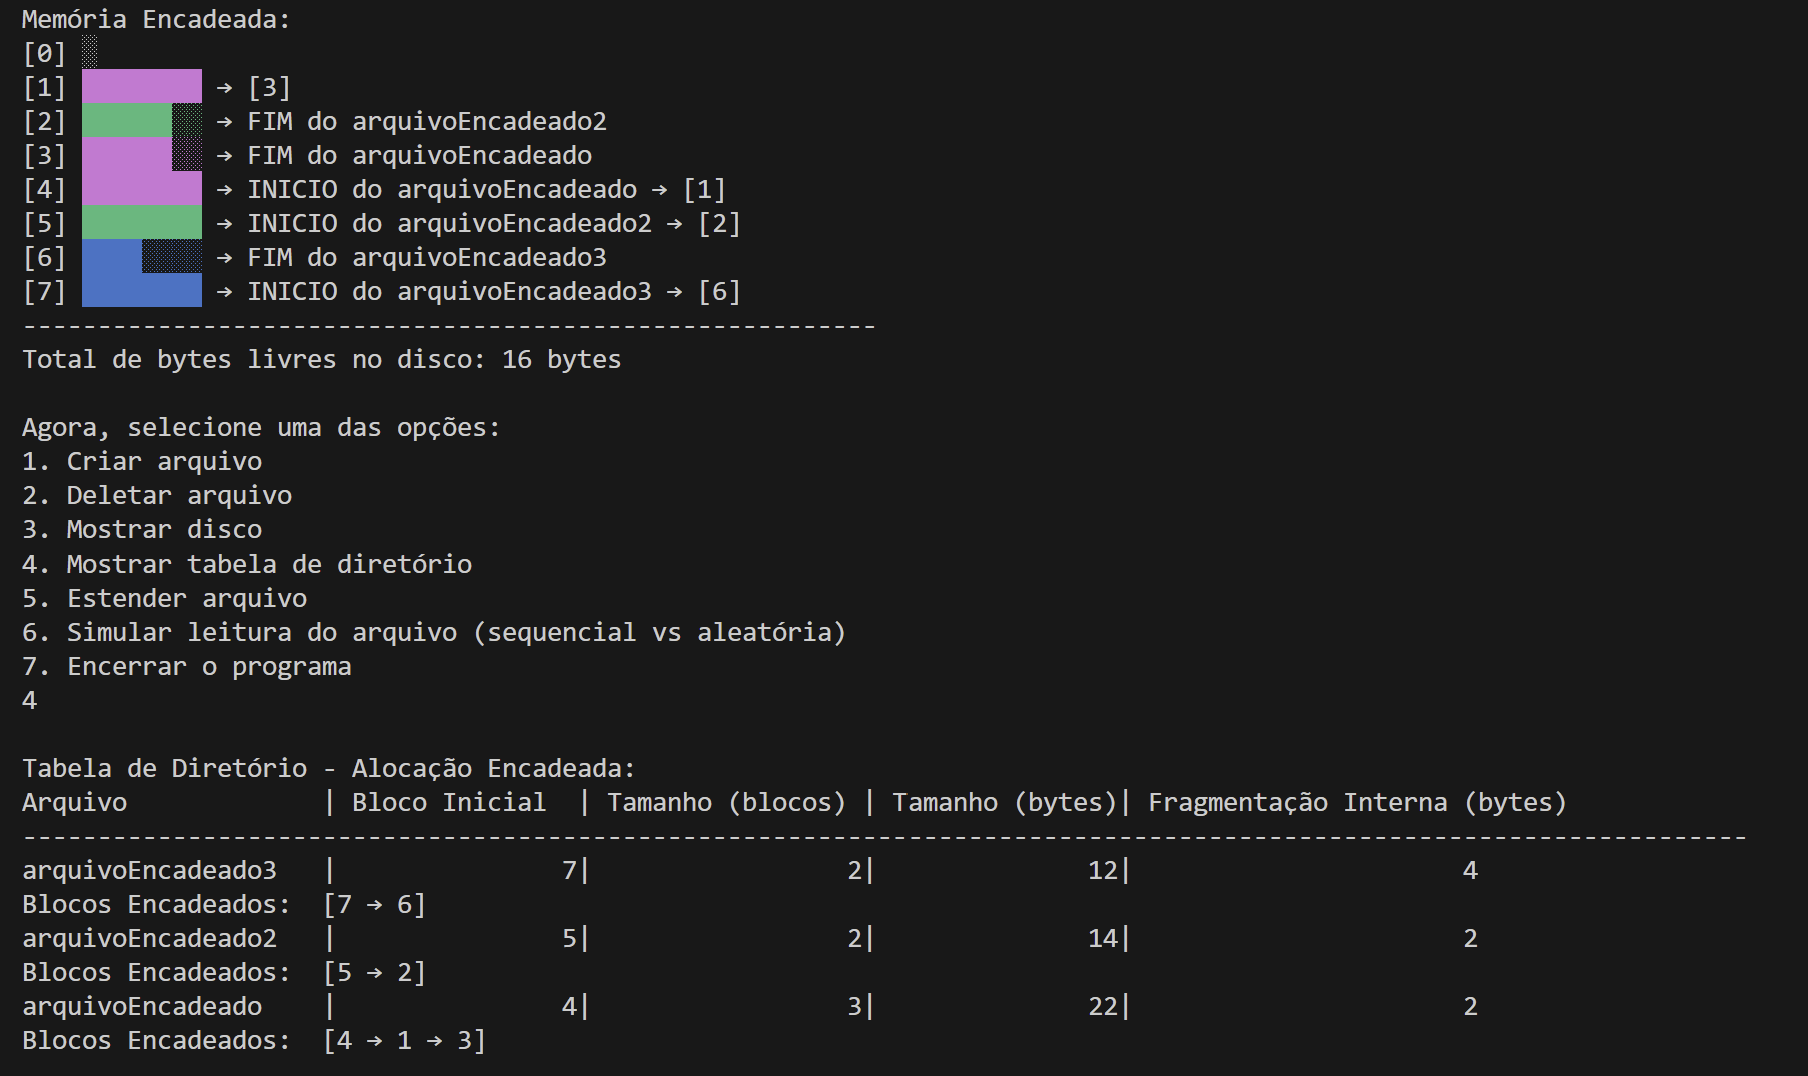 Memória Encadeada:
[0] ░
[1] → [3]
[2] → FIM do arquivoEncadeado2
[3] → FIM do arquivoEncadeado
[4] → INICIO do arquivoEncadeado → [1]
[5] → INICIO do arquivoEncadeado2 → [2]
[6] → FIM do arquivoEncadeado3
[7] → INICIO do arquivoEncadeado3 → [6]
---------------------------------------------------------
Total de bytes livres no disco: 16 bytes
Agora, selecione uma das opções:
1. Criar arquivo
2. Deletar arquivo
3. Mostrar disco
4. Mostrar tabela de diretório
5. Estender arquivo
6. Simular leitura do arquivo (sequencial vs aleatória)
7. Encerrar o programa
4
Tabela de Diretório - Alocação Encadeada:
Arquivo | Bloco Inicial | Tamanho (blocos) | Tamanho (bytes)| Fragmentação Interna (bytes)
-------------------------------------------------------------------------------------------------------------------
arquivoEncadeado3 | 7| 2| 12| 4
Blocos Encadeados: [7 → 6]
arquivoEncadeado2 | 5| 2| 14| 2
Blocos Encadeados: [5 → 2]
arquivoEncadeado | 4| 3| 22| 2
Blocos Encadeados: [4 → 1 → 3]